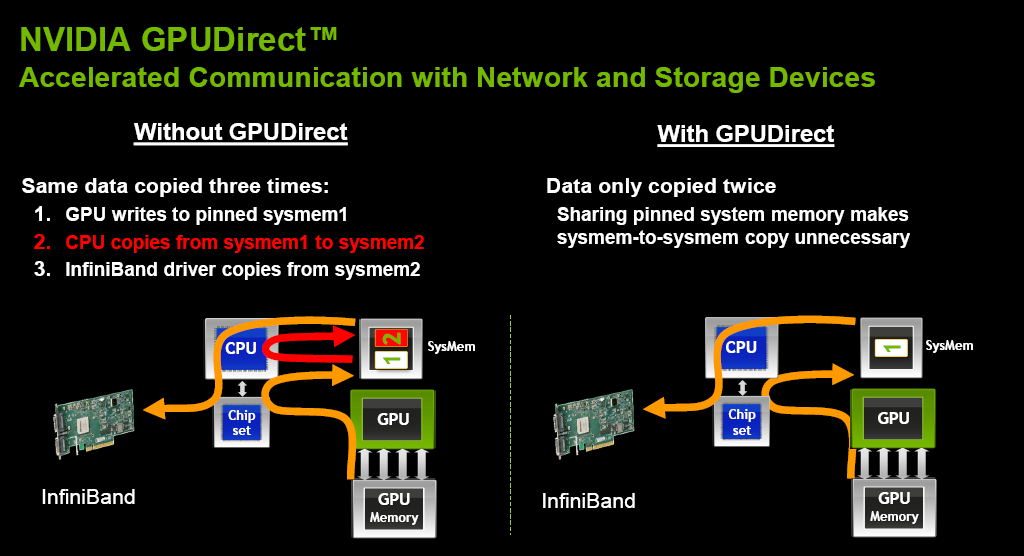 NVIDIA GPUDirect™
Accelerated Communication with Network and Storage Devices
Without GPUDirect
Same data copied three times:
1. GPU writes to pinned sysmem1
2. CPU copies from sysmem1 to sysmem2
3. InfiniBand driver copies from sysmem2
CPU
2
1
SysMem
Chip
set
GPU
GPU
Memory
InfiniBand
With GPUDirect
Data only copied twice
Sharing pinned system memory makes
sysmem-to-sysmem copy unnecessary
CPU
1
SysMem
Chip
set
GPU
GPU
Memory
InfiniBand